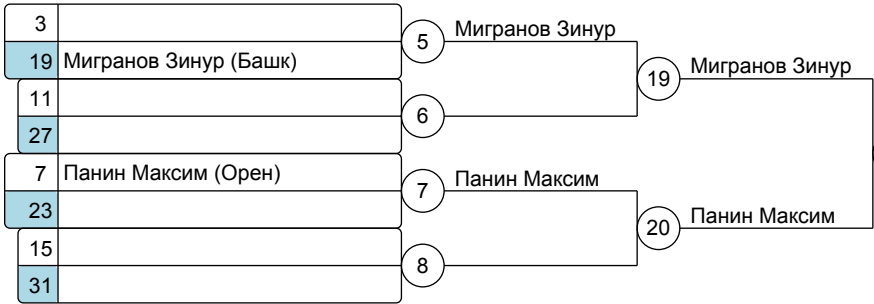 3
5 Мигранов Зинур
19 Мигранов Зинур (Башк)
19 Мигранов Зинур
11
6
27
7 Панин Максим (Орен)
7 Панин Максим
23
20 Панин Максим
15
8
31